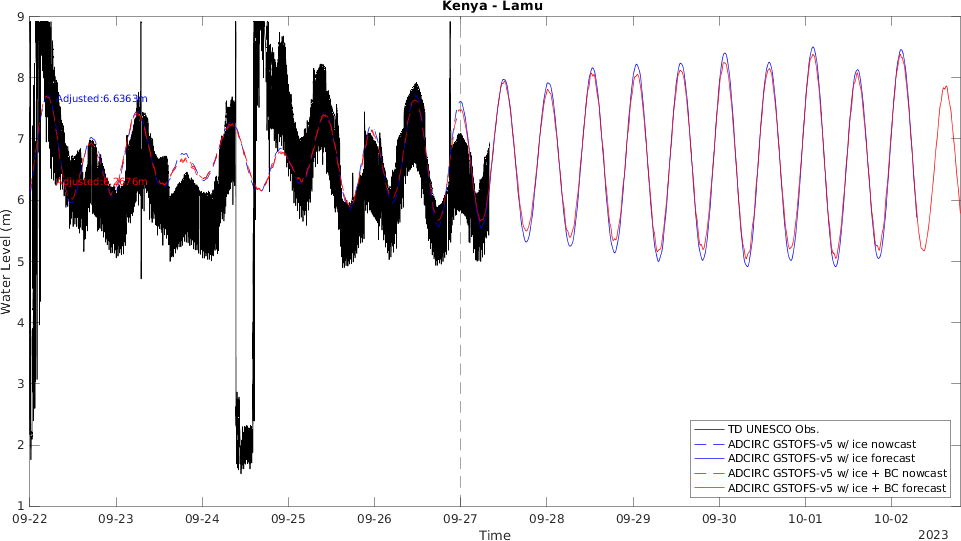 Kenya - Lamu
9
8
7
6
5
4
3
2
1
Water Level (m)
Adjusted:6.6363m
TD UNESCO Obs.
ADCIRC GSTOFS-v5 w/ ice nowcast
ADCIRC GSTOFS-v5 w/ ice forecast
ADCIRC GSTOFS-v5 w/ ice + BC nowcast
ADCIRC GSTOFS-v5 w/ ice + BC forecast
09-22 09-23 09-24 09-25 09-26 09-27 09-28 09-29 09-30 10-01 10-02
Time
2023